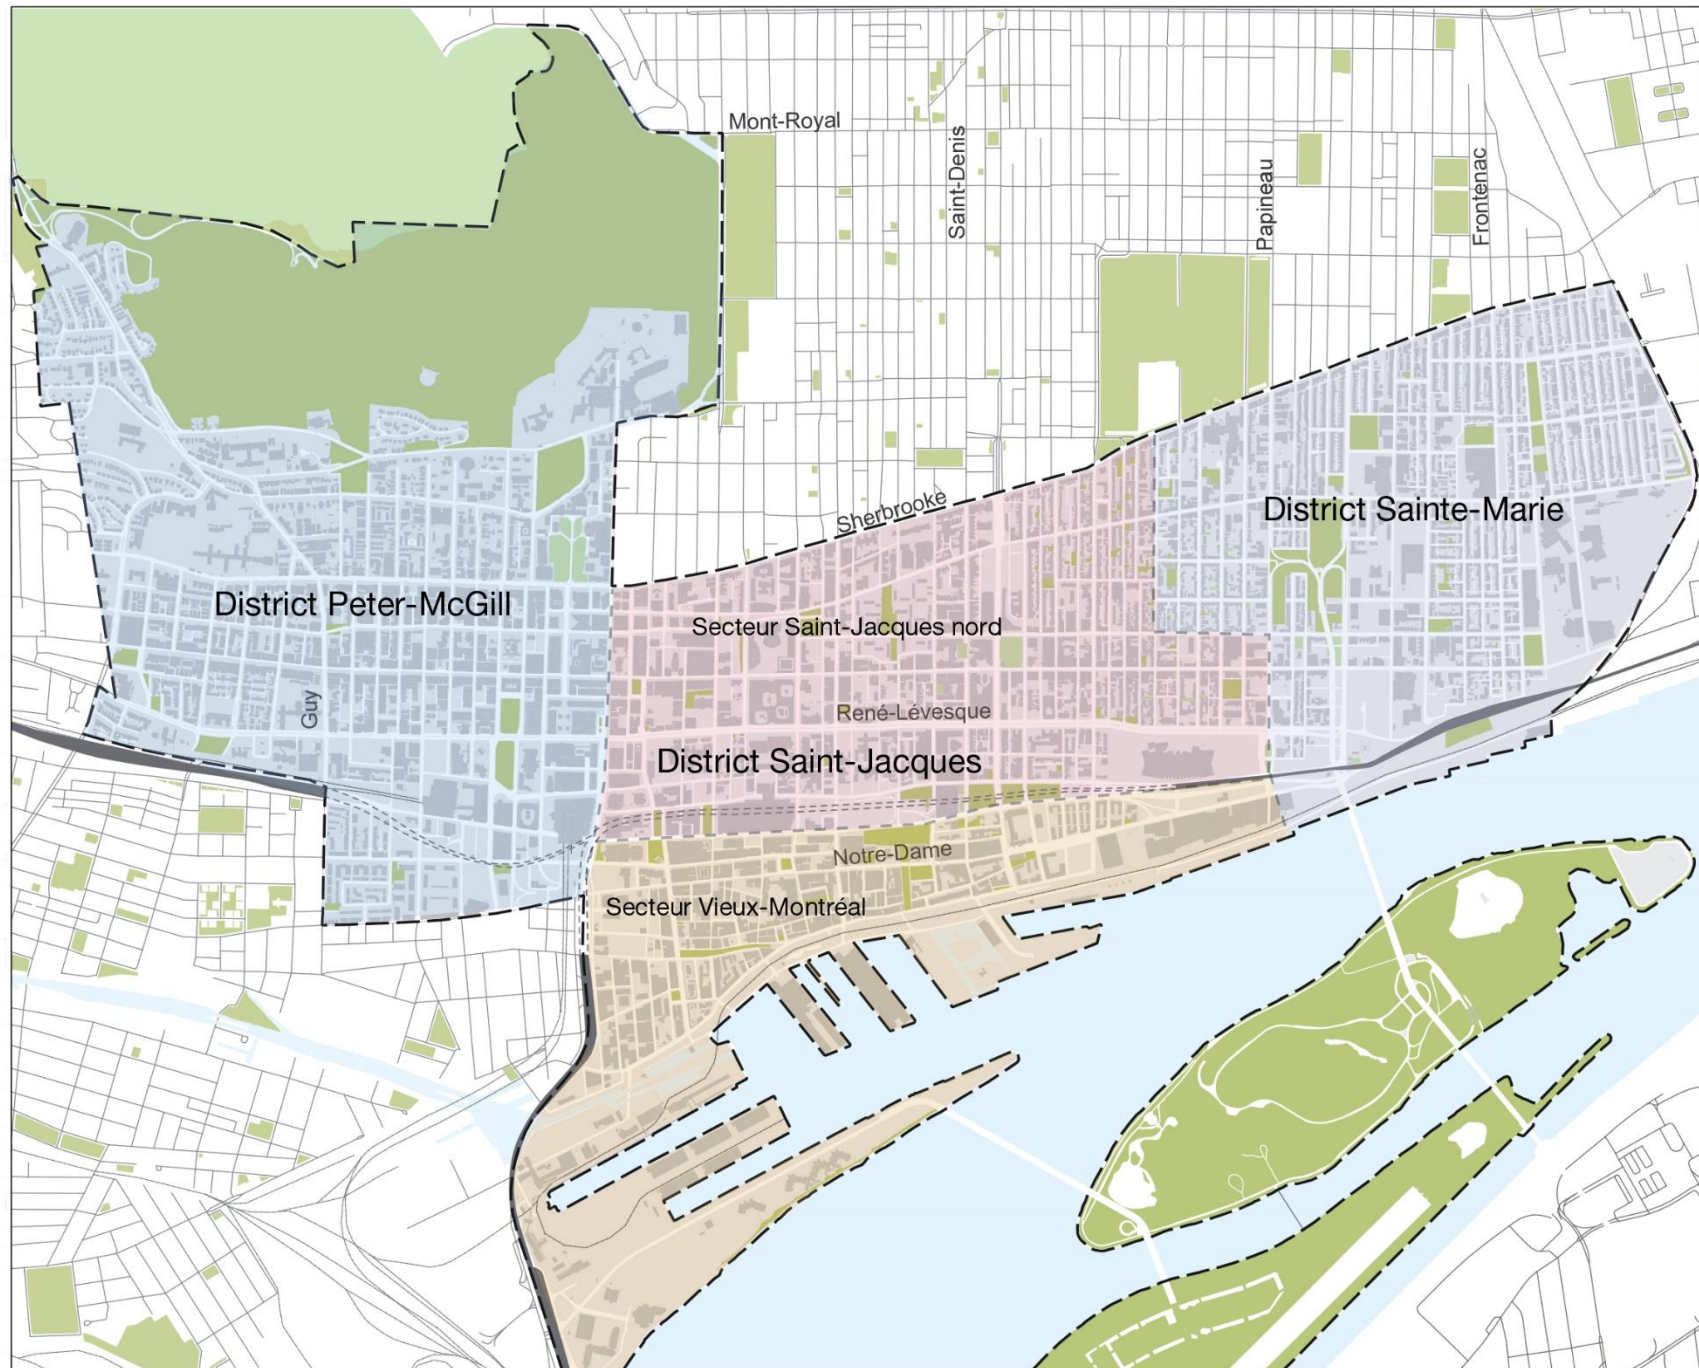 Mont-Royal
Saint-Denis
Papineau
Frontenac
Sherbrooke
District Sainte-Marie
District Peter-McGill
Secteur Saint-Jacques nord
Guy
René-Lévesque
District Saint-Jacques
Notre-Dame
Secteur Vieux-Montréal